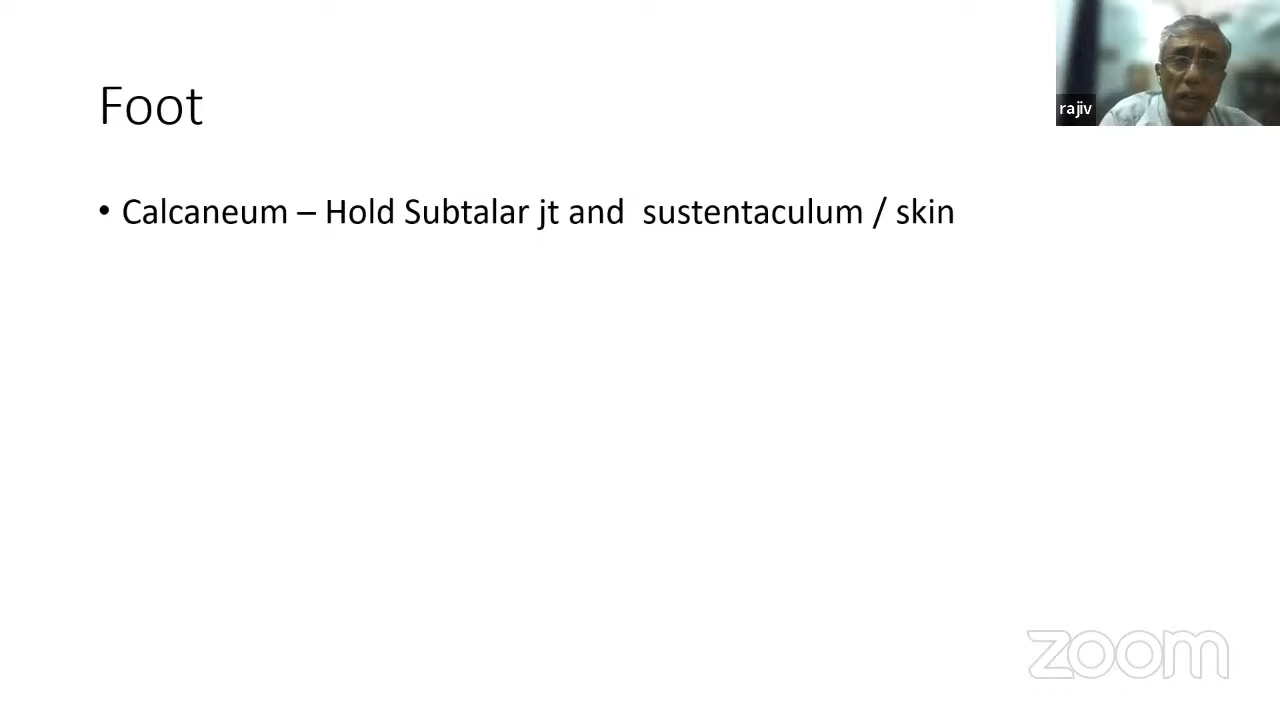 Foot
rajiv
• Calcaneum – Hold Subtalar jt and  sustentaculum / skin
zoom